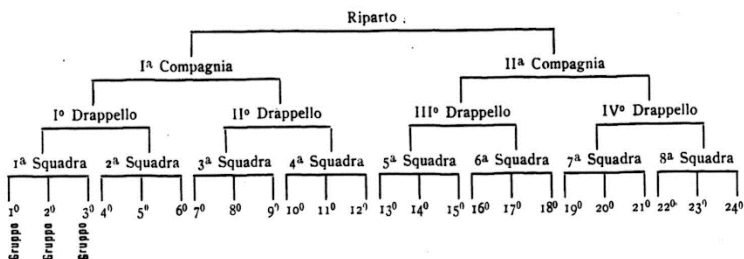 Riparto
Iª Compagnia IIª Compagnia
Iº Drappello IIº Drappello IIIº Drappello IVº Drappello
1ª Squadra 2ª Squadra 3ª Squadra 4ª Squadra 5ª Squadra 6ª Squadra 7ª Squadra 8ª Squadra
1º 2º 3º 4º 5º 6º 7º 8º 9º 10º 11º 12º 13º 14º 15º 16º 17º 18º 19º 20º 21º 22º 23º 24º
Gruppo Gruppo Gruppo